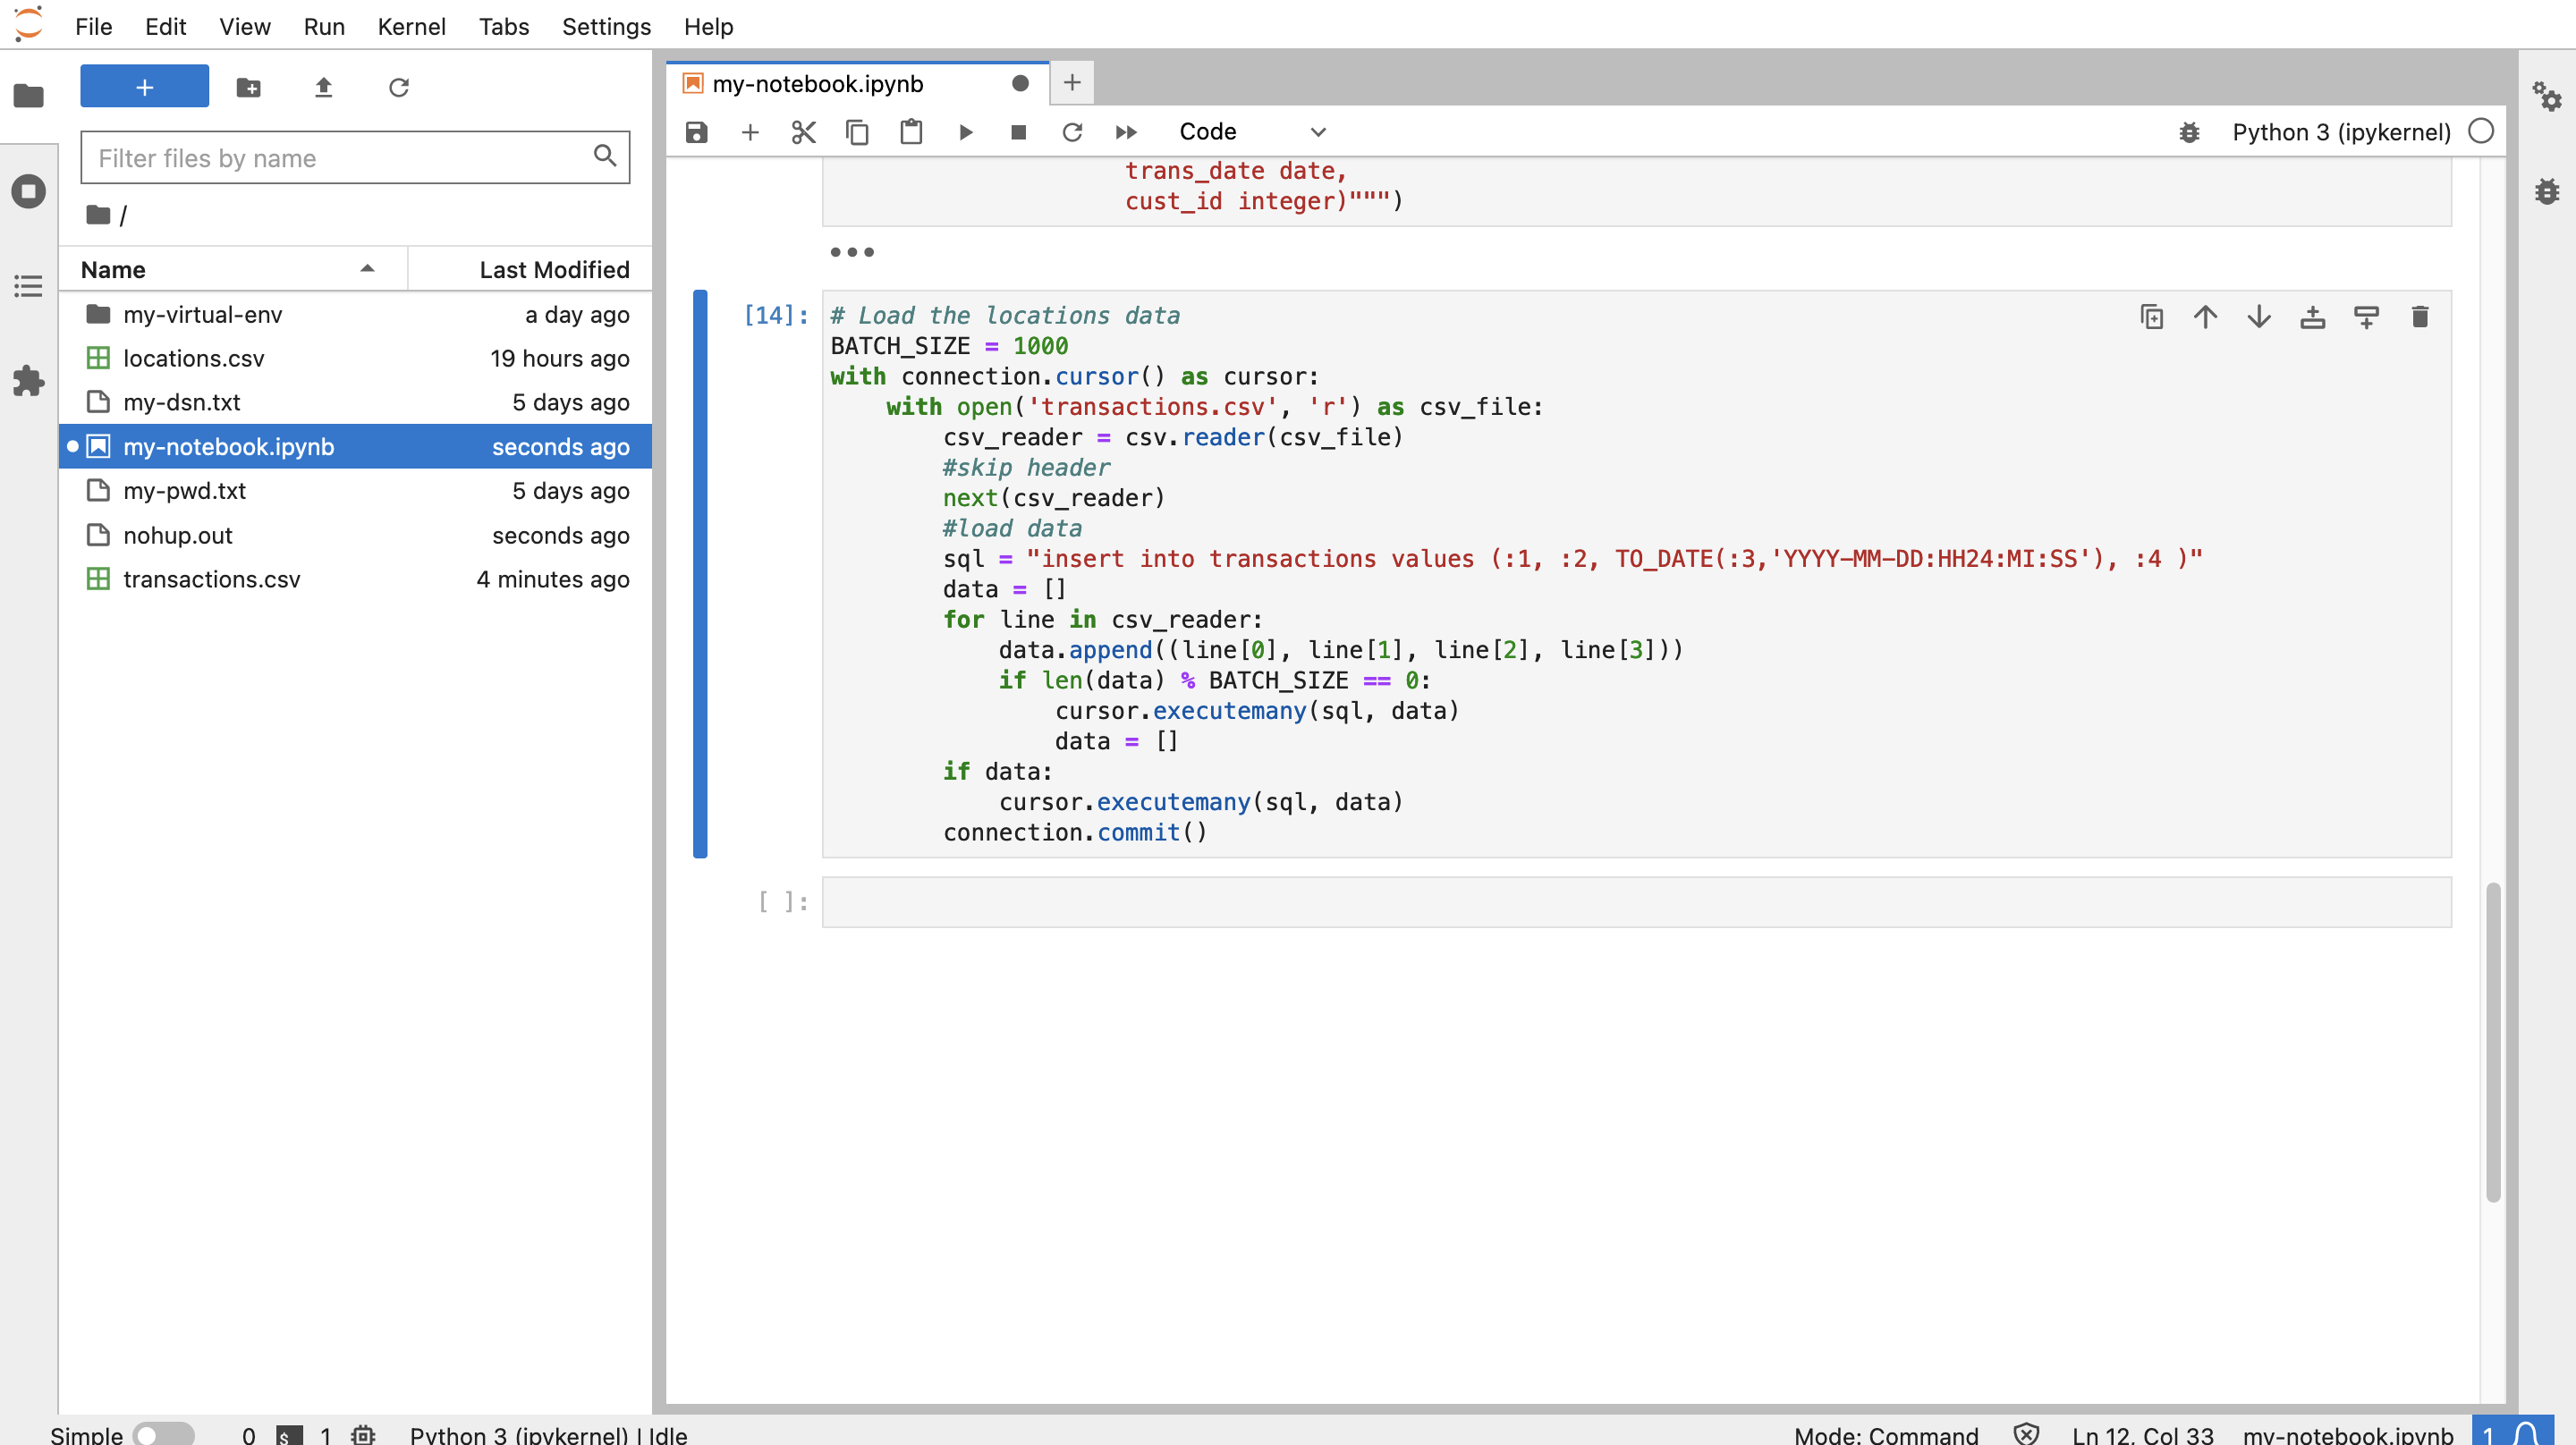 File Edit View Run Kernel Tabs Settings Help
+
Filter files by name
/
Name Last Modified
my-virtual-env a day ago
locations.csv 19 hours ago
my-dsn.txt 5 days ago
my-notebook.ipynb seconds ago
my-pwd.txt 5 days ago
nohup.out seconds ago
transactions.csv 4 minutes ago
my-notebook.ipynb
Code
Python 3 (ipykernel)
trans_date date,
cust_id integer)""")
[14]:
# Load the locations data
BATCH_SIZE = 1000
with connection.cursor() as cursor:
    with open('transactions.csv', 'r') as csv_file:
        csv_reader = csv.reader(csv_file)
        #skip header
        next(csv_reader)
        #load data
        sql = "insert into transactions values (:1, :2, TO_DATE(:3,'YYYY-MM-DD:HH24:MI:SS'), :4 )"
        data = []
        for line in csv_reader:
            data.append((line[0], line[1], line[2], line[3]))
            if len(data) % BATCH_SIZE == 0:
                cursor.executemany(sql, data)
                data = []
        if data:
            cursor.executemany(sql, data)
        connection.commit()
[ ]:
Simple 0 $ 1 Python 3 (ipykernel) | Idle
Mode: Command Ln 12, Col 33 my-notebook.ipynb 1